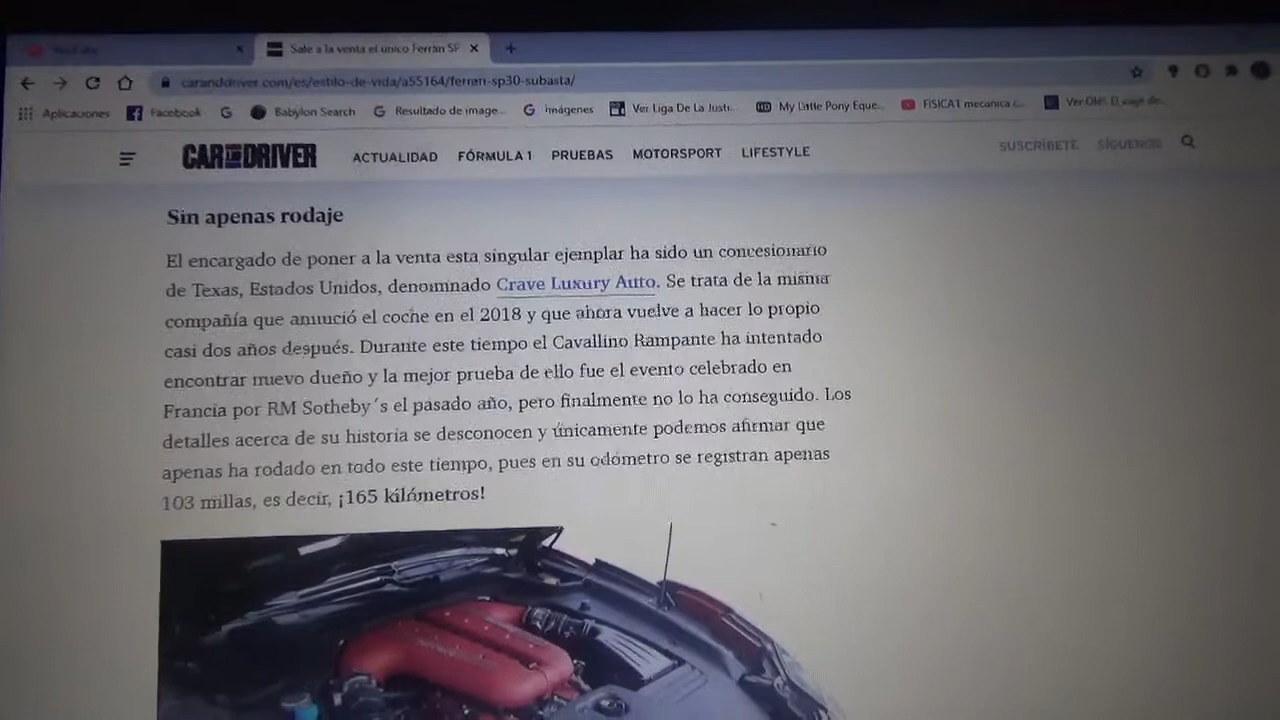 YouTube
Sale a la venta el único Ferrari SP
caranddriver.com/es/estilo-de-vida/a55164/ferrari-sp30-subasta/
Aplicaciones Facebook Babylon Search Resultado de image... Imágenes Ver Liga De La Justi... My Little Pony Eque... FISICA1 mecanica c... Ver Olé! El viaje de...
CAR AND DRIVER ACTUALIDAD FÓRMULA 1 PRUEBAS MOTORSPORT LIFESTYLE SUSCRÍBETE SÍGUENOS
Sin apenas rodaje
El encargado de poner a la venta esta singular ejemplar ha sido un concesionario
de Texas, Estados Unidos, denominado Crave Luxury Auto. Se trata de la misma
compañía que anunció el coche en el 2018 y que ahora vuelve a hacer lo propio
casi dos años después. Durante este tiempo el Cavallino Rampante ha intentado
encontrar nuevo dueño y la mejor prueba de ello fue el evento celebrado en
Francia por RM Sotheby´s el pasado año, pero finalmente no lo ha conseguido. Los
detalles acerca de su historia se desconocen y únicamente podemos afirmar que
apenas ha rodado en todo este tiempo, pues en su odómetro se registran apenas
103 millas, es decir, ¡165 kilómetros!